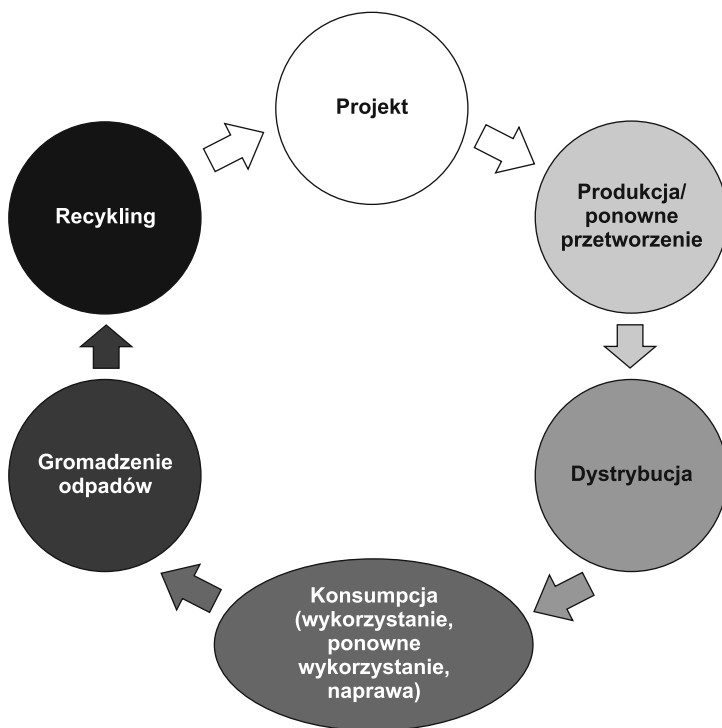 Projekt
Produkcja/
ponowne
przetworzenie
Dystrybucja
Konsumpcja
(wykorzystanie,
ponowne
wykorzystanie,
naprawa)
Gromadzenie
odpadów
Recykling